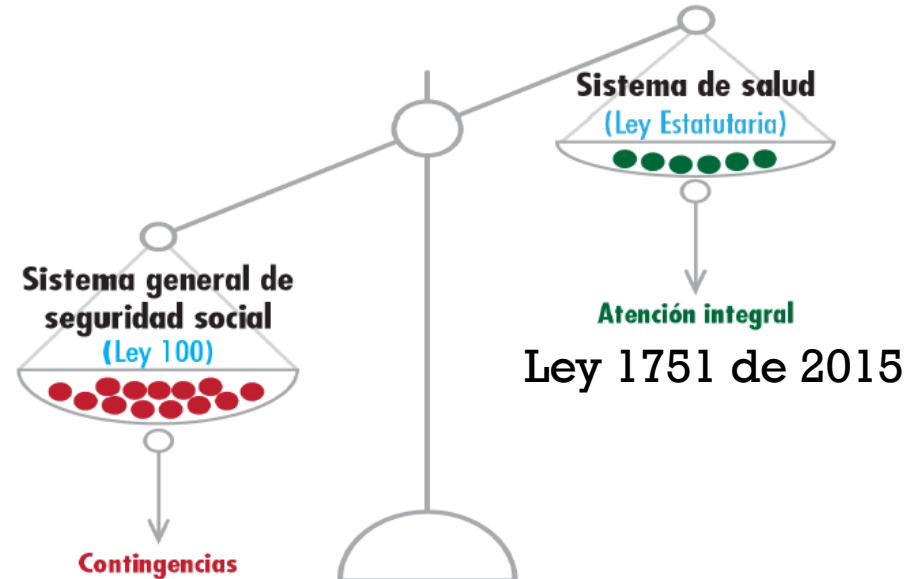 Sistema de salud
(Ley Estatutaria)
Sistema general de
seguridad social
(Ley 100)
Atención integral
Ley 1751 de 2015
Contingencias